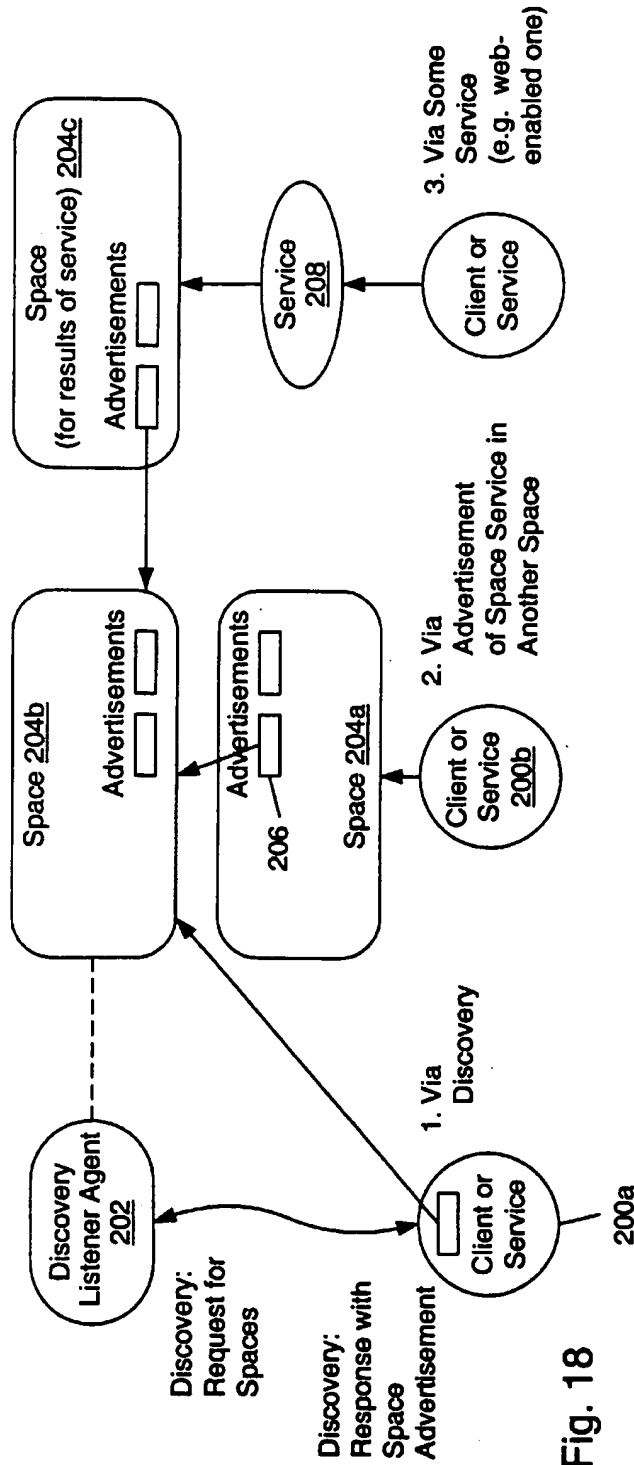 Discovery
Listener Agent
202
Discovery:
Request for
Spaces
Discovery:
Response with
Space
Advertisement
Client or
Service
200a
1. Via
Discovery
Space 204b
Advertisements
Advertisements
206
Space 204a
Client or
Service
200b
2. Via
Advertisement
of Space Service in
Another Space
Space
(for results of service) 204c
Advertisements
Service
208
Client or
Service
3. Via Some
Service
(e.g. web-
enabled one)
Fig. 18